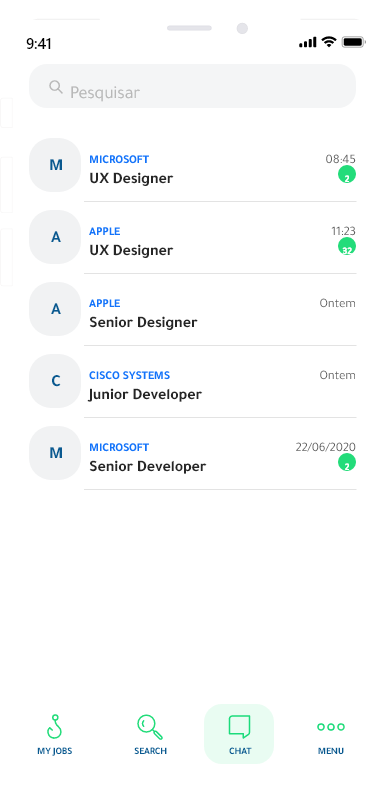 9:41
Pesquisar
M
MICROSOFT
08:45
UX Designer
2
A
APPLE
11:23
UX Designer
32
A
APPLE
Ontem
Senior Designer
C
CISCO SYSTEMS
Ontem
Junior Developer
M
MICROSOFT
22/06/2020
Senior Developer
2
MY JOBS
SEARCH
CHAT
MENU